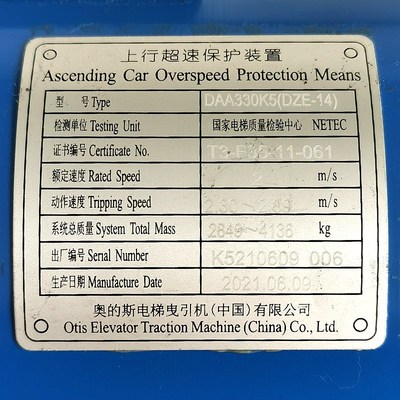 上行超速保护装置
Ascending Car Overspeed Protection Means
型 号 Type DAA330K5(DZE-14)
检测单位 Testing Unit 国家电梯质量检验中心 NETEC
证书编号 Certificate No.
额定速度 Rated Speed m/s
动作速度 Tripping Speed m/s
系统总质量 System Total Mass 2849~4136 kg
出厂编号 Serial Number K5210609 006
生产日期 Manufacture Date 2021.06.09
奥的斯电梯曳引机(中国)有限公司
Otis Elevator Traction Machine (China) Co., Ltd.